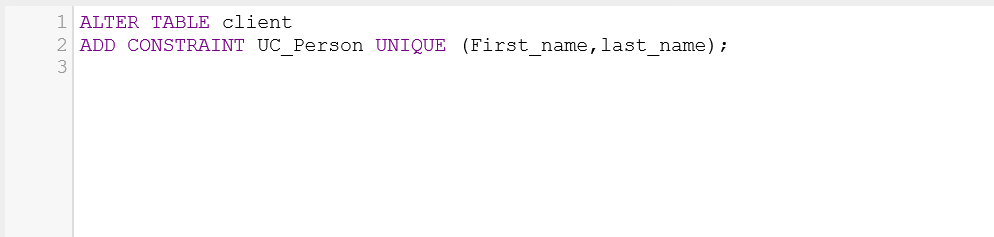 1 ALTER TABLE client
2 ADD CONSTRAINT UC_Person UNIQUE (First_name,last_name);
3